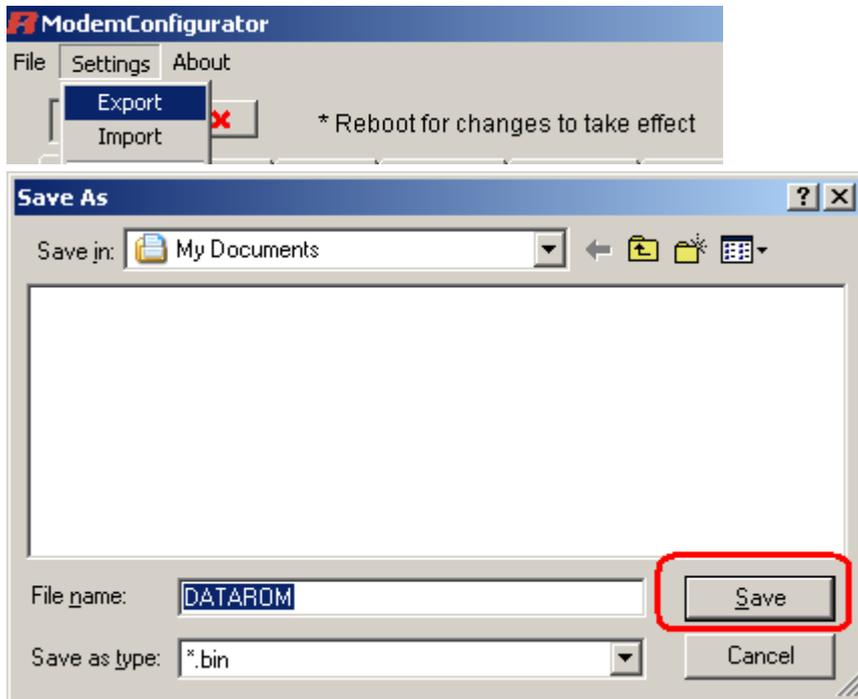 ModemConfigurator
File Settings About
Export
Import
* Reboot for changes to take effect
Save As
Save in: My Documents
File name: DATAROM
Save
Save as type: *.bin
Cancel